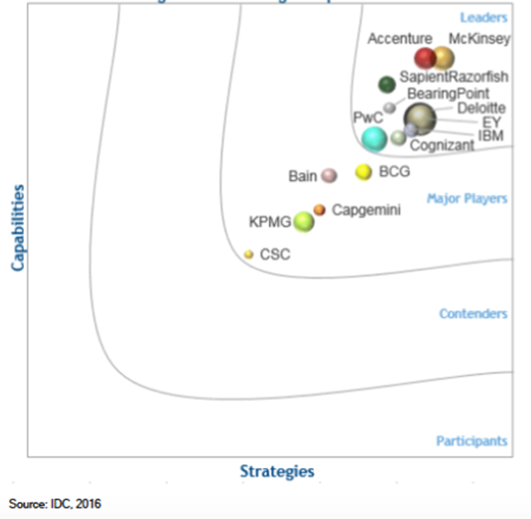 Leaders
Accenture McKinsey
SapientRazorfish
BearingPoint
Deloitte
PwC
EY
IBM
Cognizant
Bain
BCG
Major Players
Capgemini
KPMG
CSC
Capabilities
Contenders
Participants
Strategies
Source: IDC, 2016